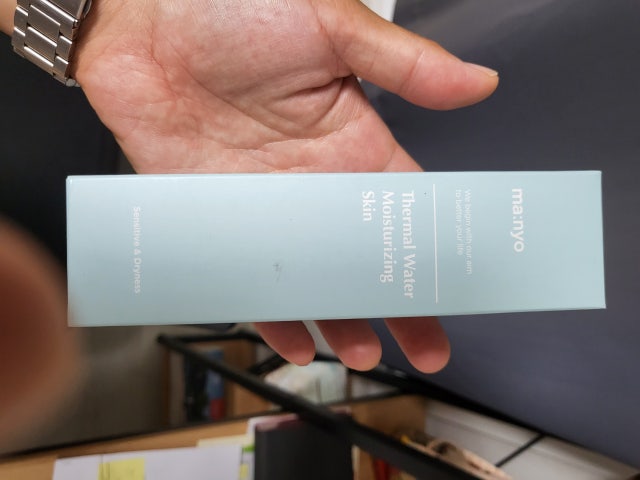 ma:nyo
We begin with our aim
to better your life
Thermal Water
Moisturizing
Skin
Sensitive & Dryness